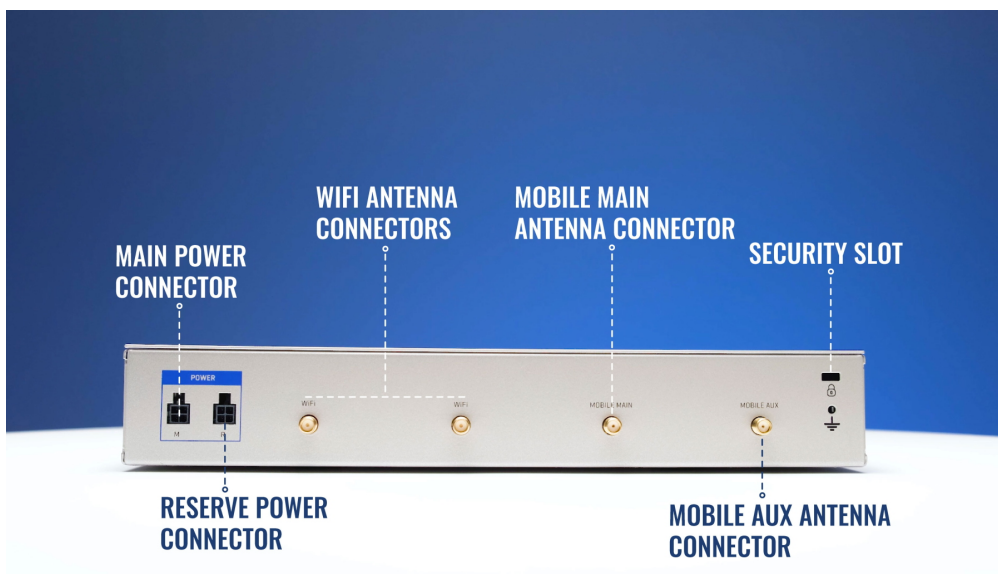 WIFI ANTENNA
CONNECTORS
MOBILE MAIN
ANTENNA CONNECTOR
MAIN POWER
CONNECTOR
SECURITY SLOT
POWER
M
R
WiFi
WiFi
MOBILE MAIN
MOBILE AUX
RESERVE POWER
CONNECTOR
MOBILE AUX ANTENNA
CONNECTOR